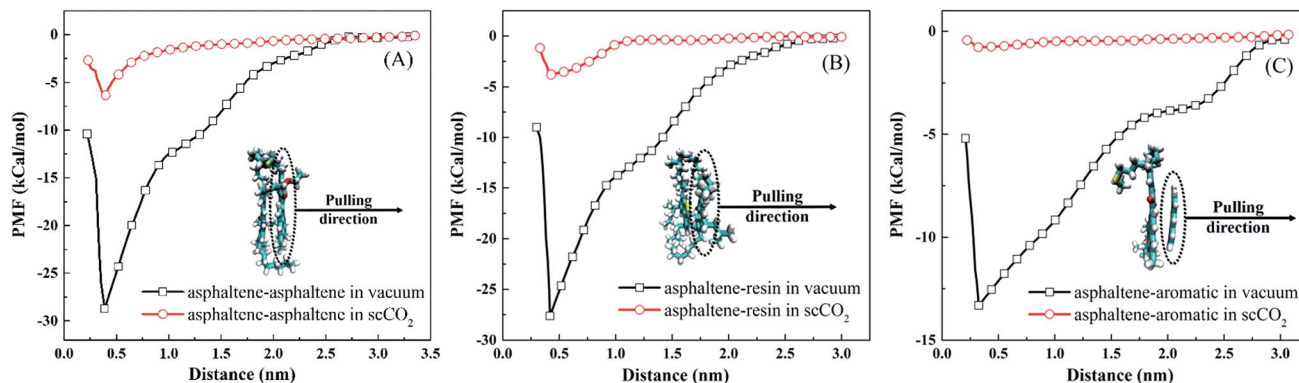 0
-5
-10
-15
-20
-25
-30
PMF (kCal/mol)
(A)
Pulling
direction
asphaltene-asphaltene in vacuum
asphaltene-asphaltene in scCO₂
0.0 0.5 1.0 1.5 2.0 2.5 3.0 3.5
Distance (nm)
0
-5
-10
-15
-20
-25
-30
PMF (kCal/mol)
(B)
Pulling
direction
asphaltene-resin in vacuum
asphaltene-resin in scCO₂
0.0 0.5 1.0 1.5 2.0 2.5 3.0
Distance (nm)
0
-5
-10
-15
PMF (kCal/mol)
(C)
Pulling
direction
asphaltene-aromatic in vacuum
asphaltene-aromatic in scCO₂
0.0 0.5 1.0 1.5 2.0 2.5 3.0
Distance (nm)